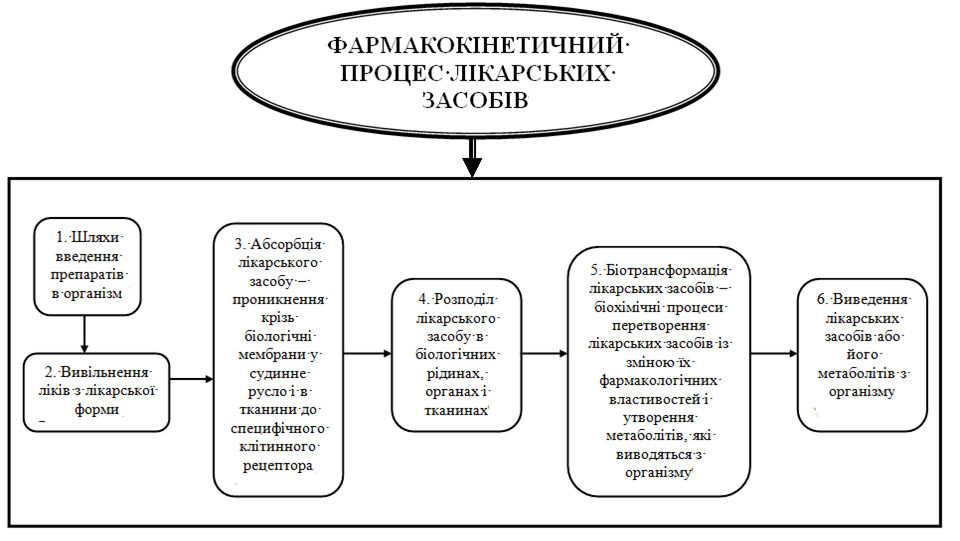 ФАРМАКОКІНЕТИЧНИЙ·
ПРОЦЕС·ЛІКАРСЬКИХ·
ЗАСОБІВ
1.·Шляхи·
введення·
препаратів·
в·організм
2.·Вивільнення·
ліків·з·лікарської·
форми
3.·Абсорбція·
лікарського·
засобу·–·
проникнення·
крізь·
біологічні·
мембрани·у·
судинне·
русло·і·в·
тканини·до·
специфічного·
клітинного·
рецептора
4.·Розподіл·
лікарського·
засобу·в·
біологічних·
рідинах,·
органах·і·
тканинах
5.·Біотрансформація·
лікарських·засобів·–·
біохімічні·процеси·
перетворення·
лікарських·засобів·із·
зміною·їх·
фармакологічних·
властивостей·і·
утворення·
метаболітів,·які·
виводяться·з·
організму
6.·Виведення·
лікарських·
засобів·або·
його·
метаболітів·з·
організму